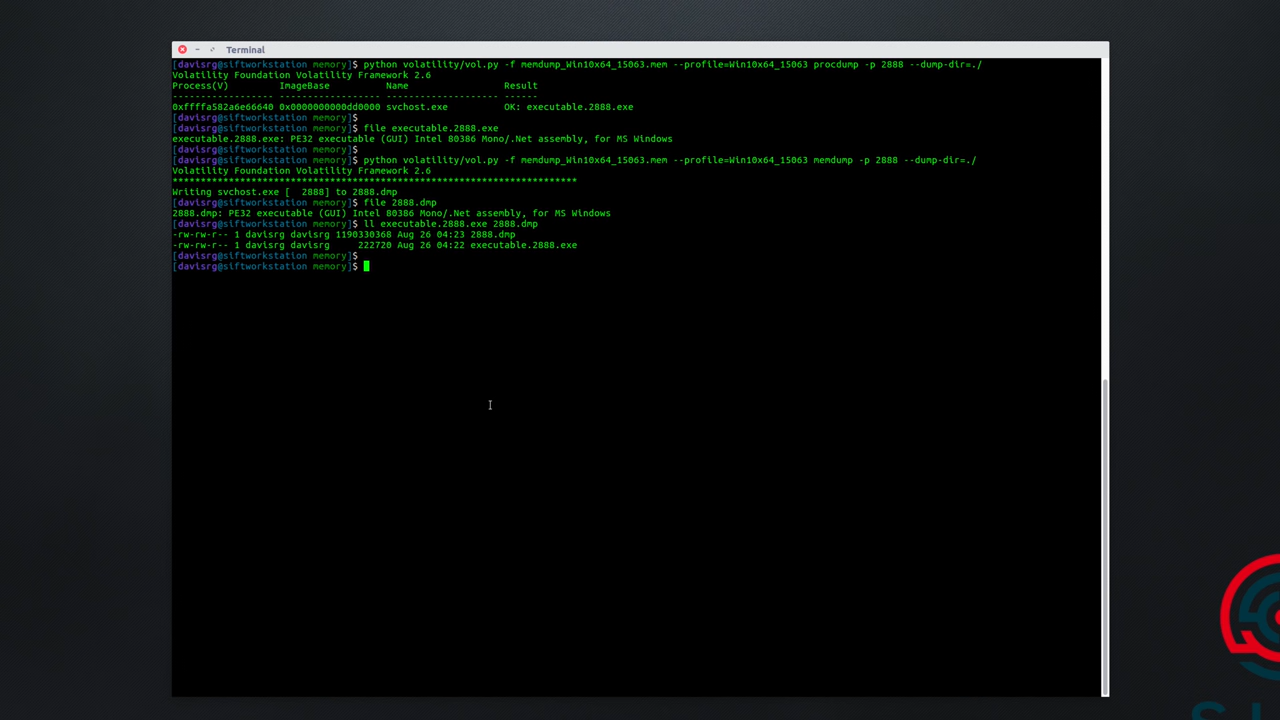 Terminal
[davisrg@siftworkstation memory]$ python volatility/vol.py -f memdump_Win10x64_15063.mem --profile=Win10x64_15063 procdump -p 2888 --dump-dir=./
Volatility Foundation Volatility Framework 2.6
Process(V)         ImageBase          Name                 Result
------------------ ------------------ -------------------- ------
0xffffa582a6e66640 0x0000000000dd0000 svchost.exe          OK: executable.2888.exe
[davisrg@siftworkstation memory]$
[davisrg@siftworkstation memory]$ file executable.2888.exe
executable.2888.exe: PE32 executable (GUI) Intel 80386 Mono/.Net assembly, for MS Windows
[davisrg@siftworkstation memory]$
[davisrg@siftworkstation memory]$ python volatility/vol.py -f memdump_Win10x64_15063.mem --profile=Win10x64_15063 memdump -p 2888 --dump-dir=./
Volatility Foundation Volatility Framework 2.6
************************************************************************
Writing svchost.exe [  2888] to 2888.dmp
[davisrg@siftworkstation memory]$ file 2888.dmp
2888.dmp: PE32 executable (GUI) Intel 80386 Mono/.Net assembly, for MS Windows
[davisrg@siftworkstation memory]$ ll executable.2888.exe 2888.dmp
-rw-rw-r-- 1 davisrg davisrg 1190330368 Aug 26 04:23 2888.dmp
-rw-rw-r-- 1 davisrg davisrg     222720 Aug 26 04:22 executable.2888.exe
[davisrg@siftworkstation memory]$
[davisrg@siftworkstation memory]$